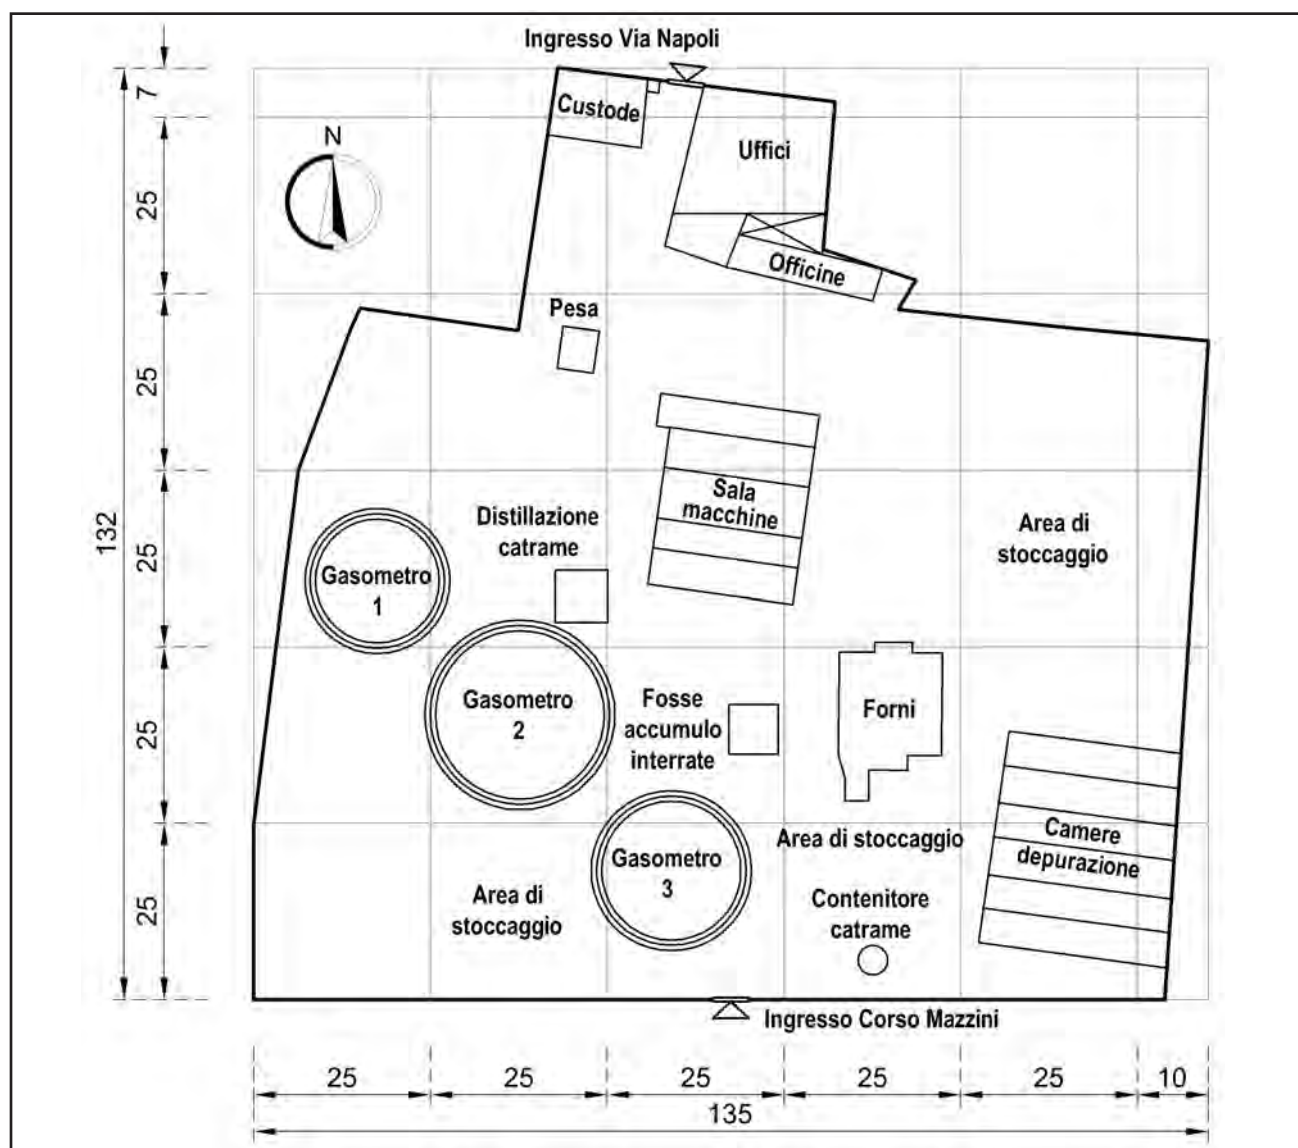 Ingresso Via Napoli
7
Custode
N
Uffici
25
Officine
Pesa
25
132
Distillazione
catrame
Sala
macchine
Area di
stoccaggio
25
Gasometro
1
Gasometro
2
Fosse
accumulo
interrate
Forni
25
Camere
depurazione
Area di stoccaggio
Gasometro
3
Area di
stoccaggio
Contenitore
catrame
25
Ingresso Corso Mazzini
25 25 25 25 25 10
135